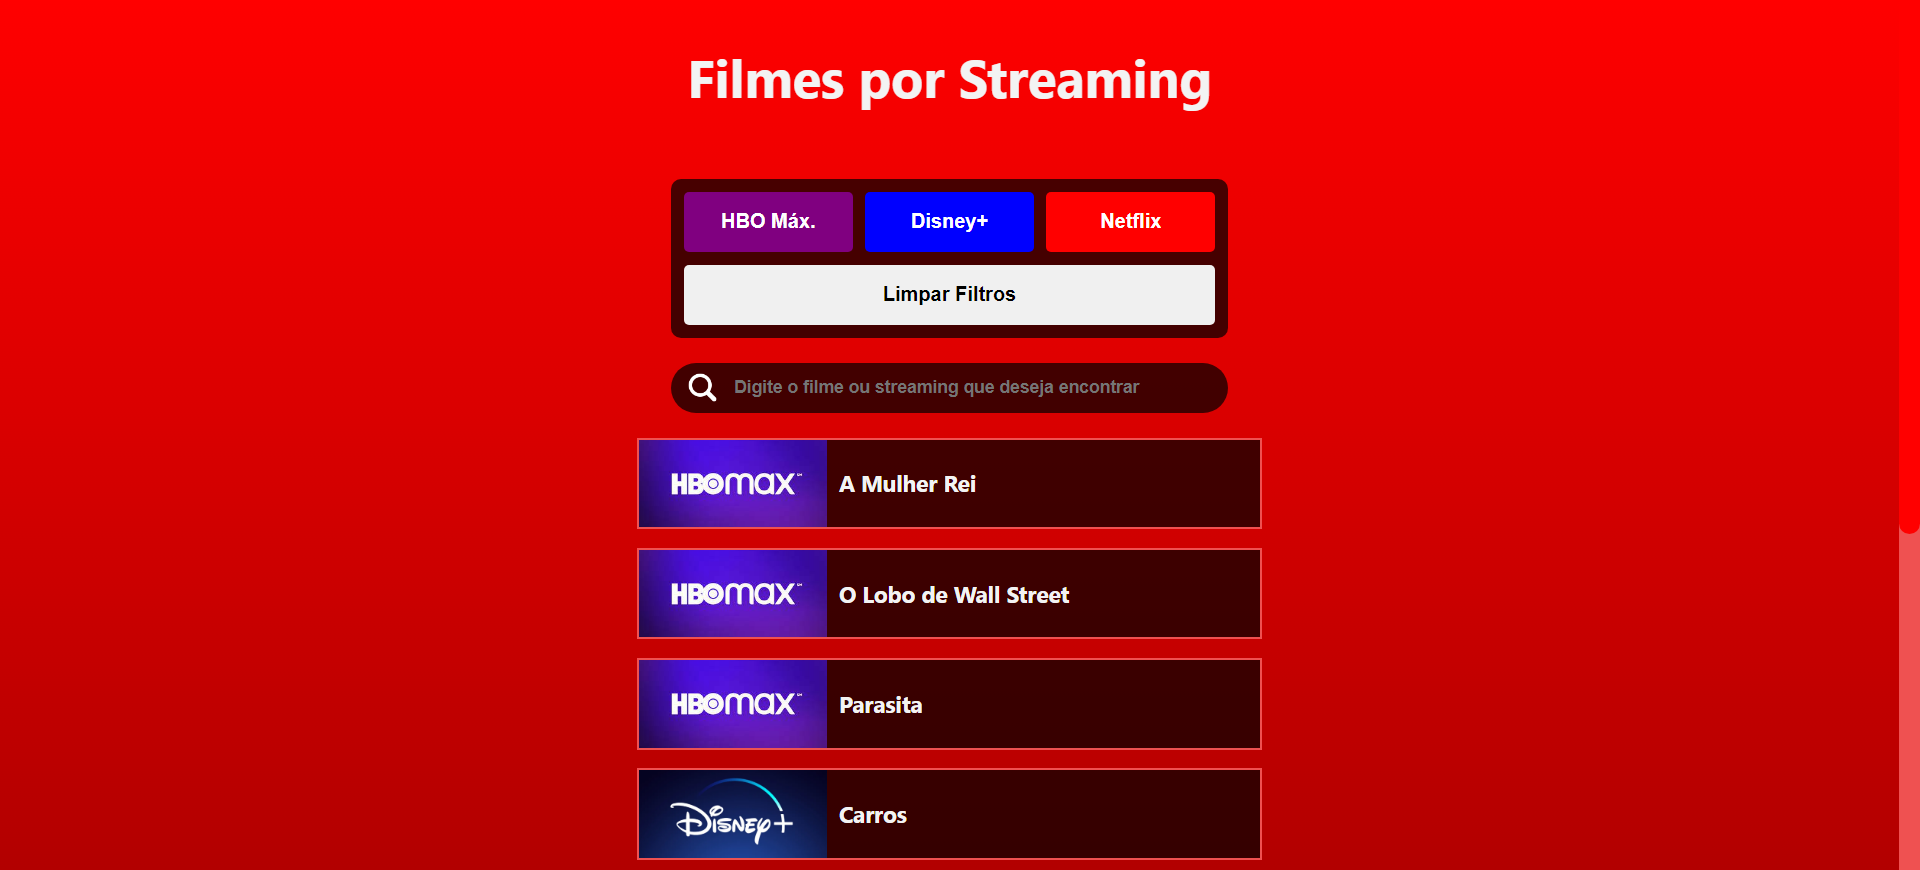 Filmes por Streaming
HBO Máx.
Disney+
Netflix
Limpar Filtros
Digite o filme ou streaming que deseja encontrar
HBOmax
A Mulher Rei
HBOmax
O Lobo de Wall Street
HBOmax
Parasita
Disney+
Carros